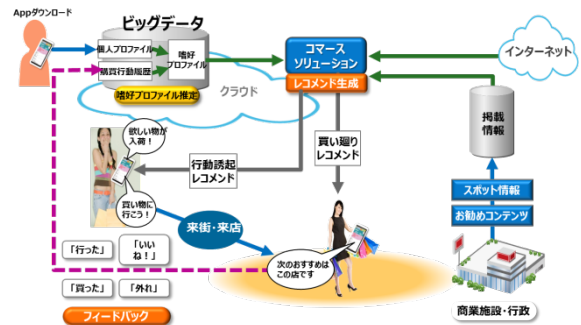 Appダウンロード
ビッグデータ
個人プロファイル
購買行動履歴
嗜好
プロファイル
嗜好プロファイル推定
クラウド
コマース
ソリューション
レコメンド生成
インターネット
掲載
情報
スポット情報
お勧めコンテンツ
商業施設・行政
欲しい物が
入荷！
買い物に
行こう！
行動誘起
レコメンド
買い廻り
レコメンド
来街・来店
次のおすすめは
この店です
「行った」
「いい
ね！」
「買った」
「外れ」
フィードバック